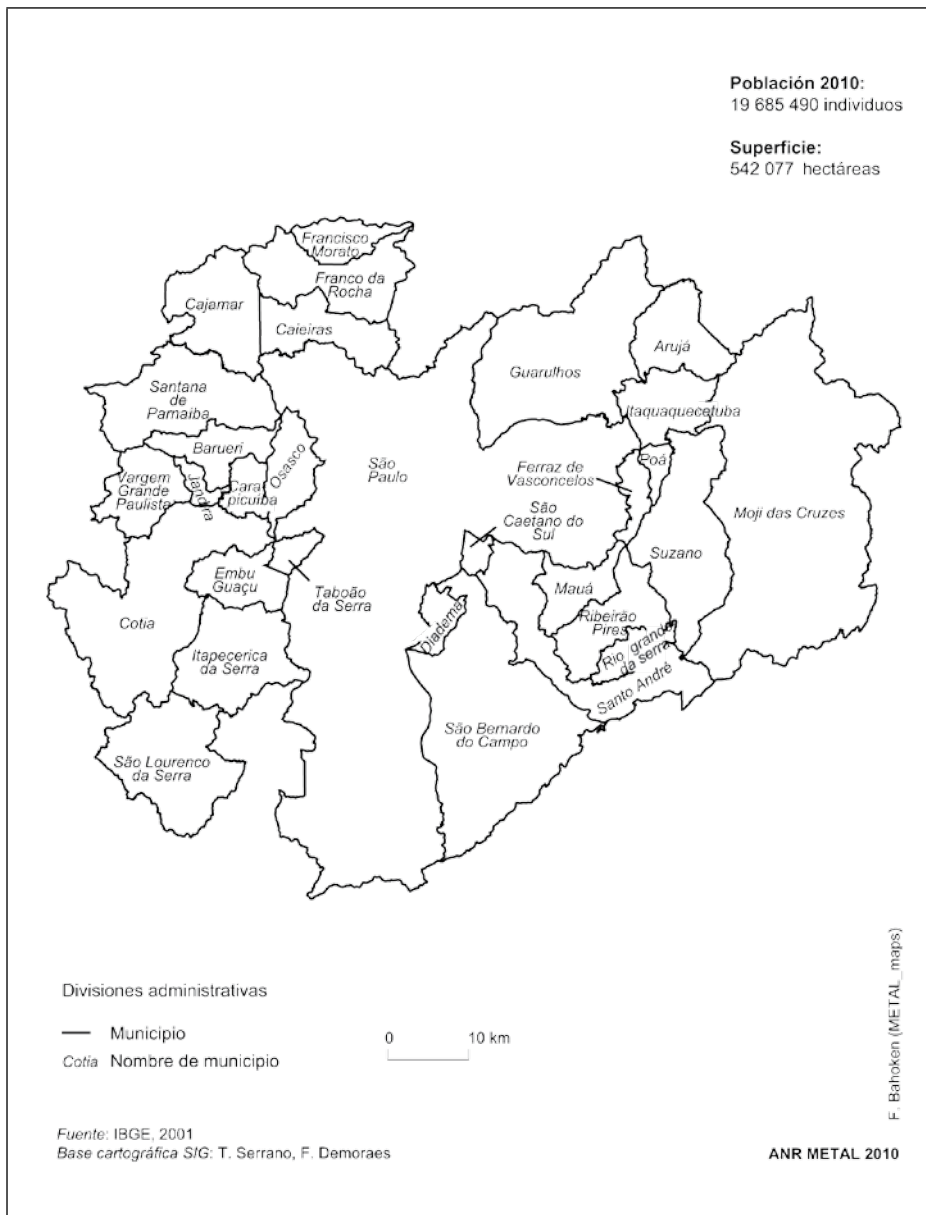 Población 2010:
19 685 490 individuos
Superficie:
542 077 hectáreas
Francisco
Morato
Franco da
Rocha
Cajamar
Caieiras
Arujá
Guarulhos
Santana
de
Parnaiba
Itaquaquecetuba
Barueri
Osasco
São
Paulo
Ferraz de
Vasconcelos
Poá
Vargem
Grande
Paulista
Jandira
Cara
picuiba
São
Caetano do
Sul
Moji das Cruzes
Suzano
Embu
Guaçu
Taboão
da Serra
Mauá
Ribeirão
Pires
Diadema
Cotia
Itapecerica
da Serra
Rio grande
da serra
Santo André
São Bernardo
do Campo
São Lourenco
da Serra
Divisiones administrativas
Municipio
Cotia Nombre de municipio
0 10 km
F. Bahoken (METAL_maps)
Fuente: IBGE, 2001
Base cartográfica SIG: T. Serrano, F. Demoraes
ANR METAL 2010